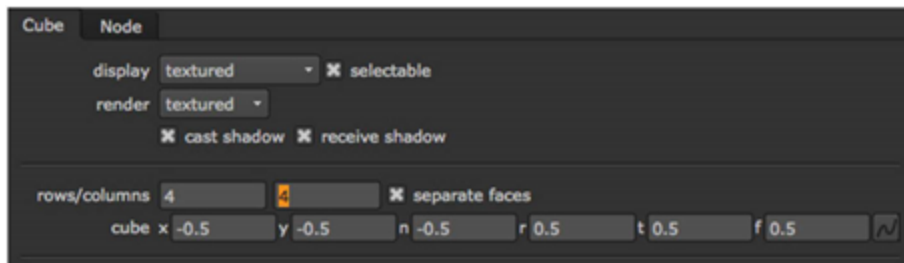 Cube Node
display textured selectable
render textured
cast shadow receive shadow
rows/columns 4 4 separate faces
cube x -0.5 y -0.5 n -0.5 r 0.5 t 0.5 f 0.5